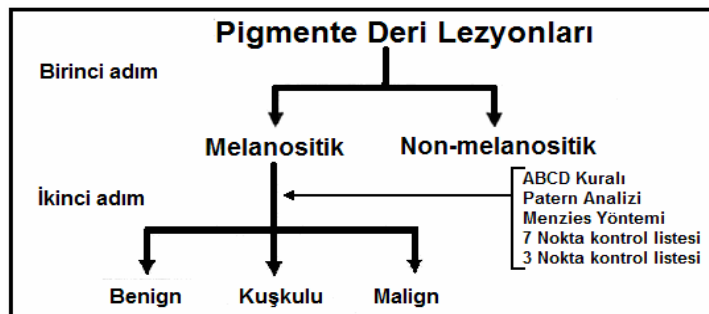 Pigmente Deri Lezyonları
Birinci adım
Melanositik
Non-melanositik
İkinci adım
ABCD Kuralı
Patern Analizi
Menzies Yöntemi
7 Nokta kontrol listesi
3 Nokta kontrol listesi
Benign
Kuşkulu
Malign